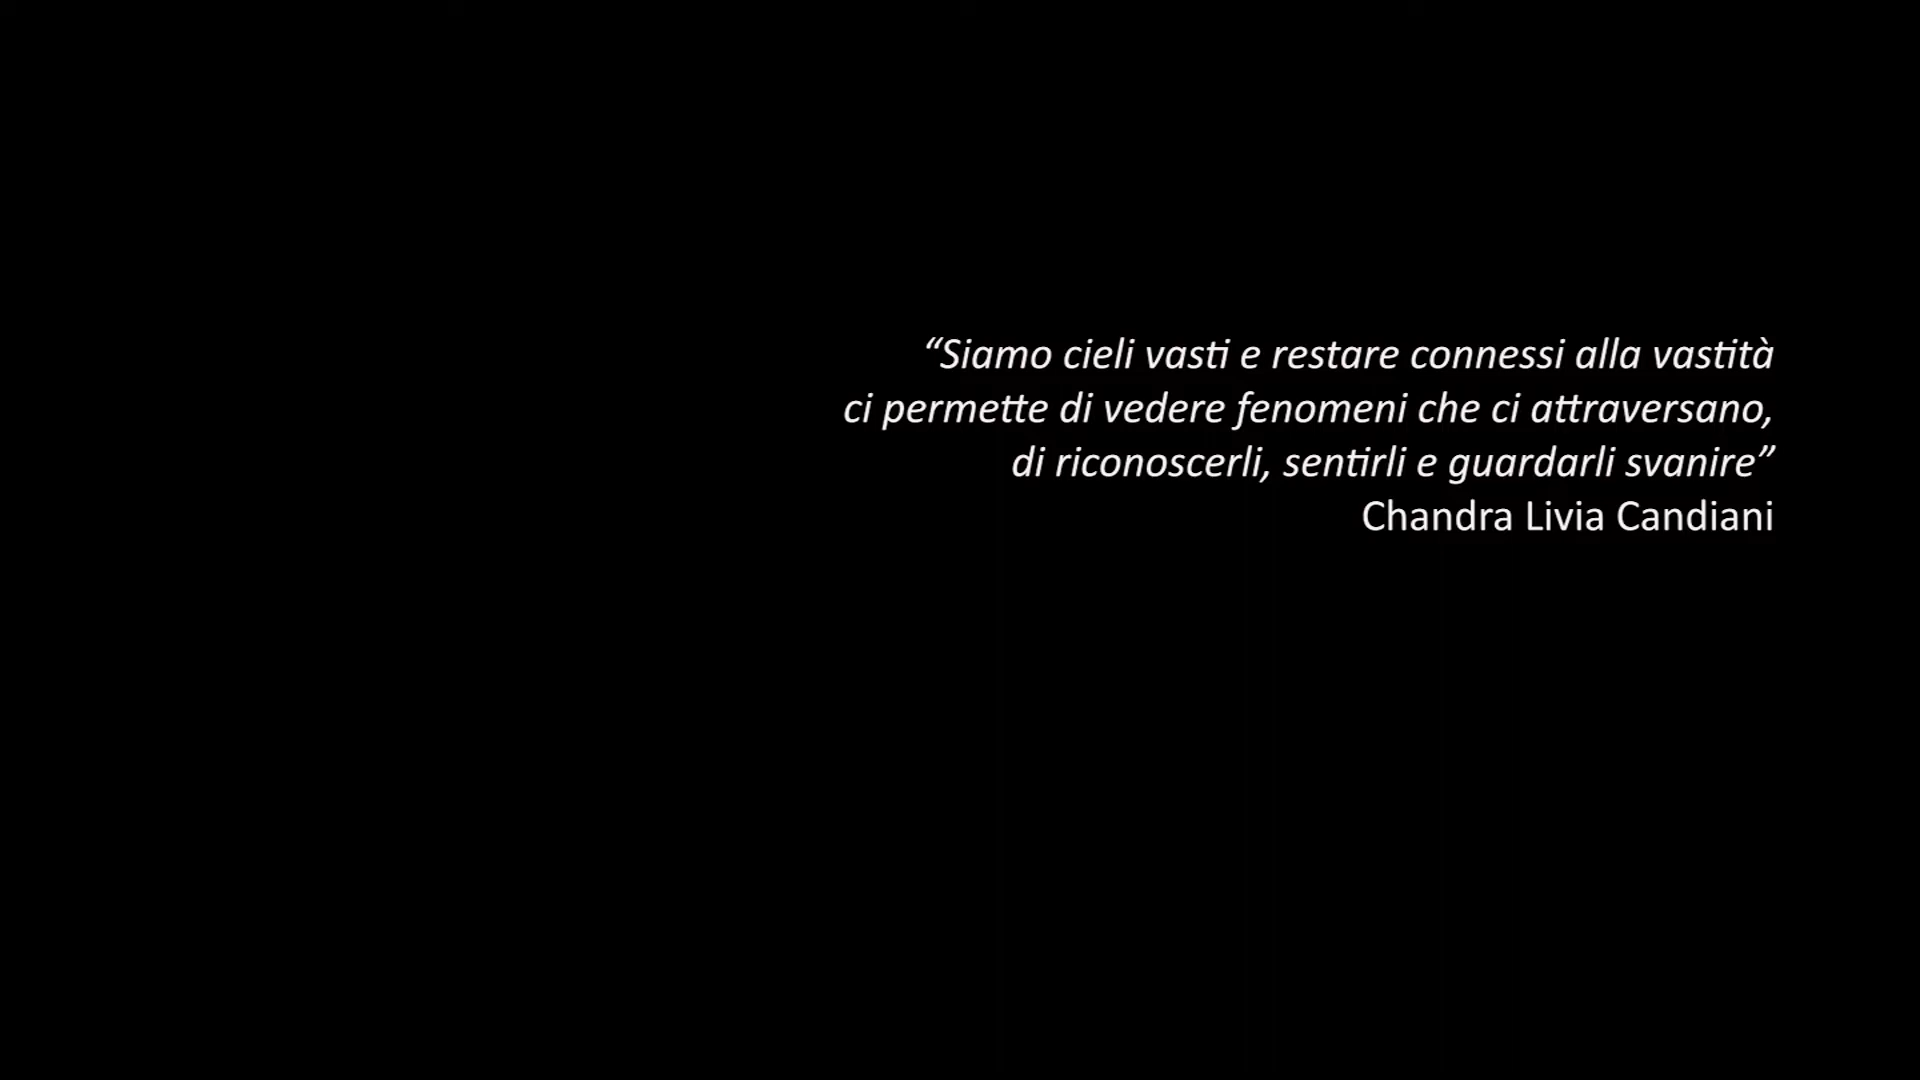 “Siamo cieli vasti e restare connessi alla vastità
ci permette di vedere fenomeni che ci attraversano,
di riconoscerli, sentirli e guardarli svanire”
Chandra Livia Candiani